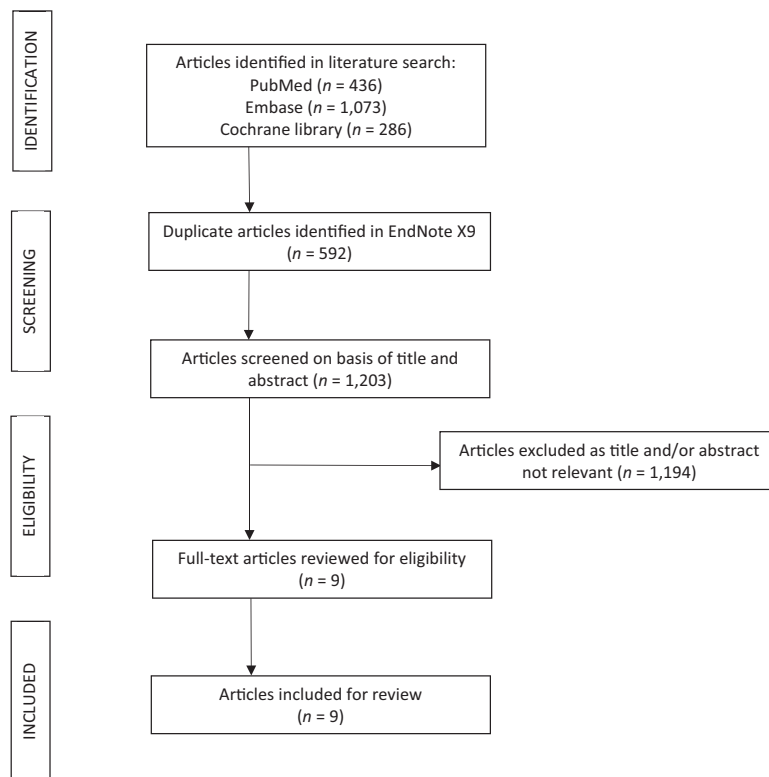 IDENTIFICATION
Articles identified in literature search:
PubMed (n = 436)
Embase (n = 1,073)
Cochrane library (n = 286)
SCREENING
Duplicate articles identified in EndNote X9
(n = 592)
Articles screened on basis of title and
abstract (n = 1,203)
ELIGIBILITY
Articles excluded as title and/or abstract
not relevant (n = 1,194)
Full-text articles reviewed for eligibility
(n = 9)
INCLUDED
Articles included for review
(n = 9)